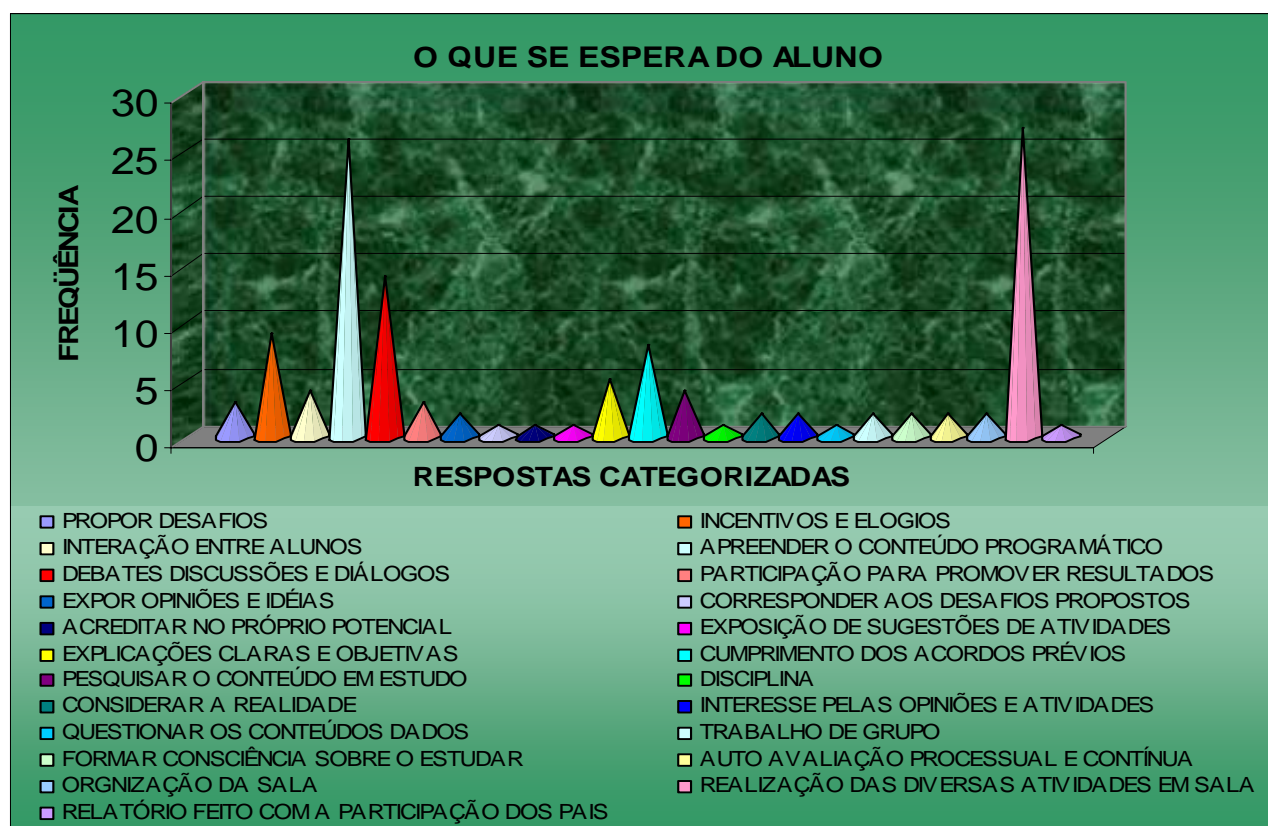 O QUE SE ESPERA DO ALUNO
30
25
20
15
10
5
0
FREQÜÊNCIA
RESPOSTAS CATEGORIZADAS
PROPOR DESAFIOS
INCENTIVOS E ELOGIOS
INTERAÇÃO ENTRE ALUNOS
APREENDER O CONTEÚDO PROGRAMÁTICO
DEBATES DISCUSSÕES E DIÁLOGOS
PARTICIPAÇÃO PARA PROMOVER RESULTADOS
EXPOR OPINIÕES E IDÉIAS
CORRESPONDER AOS DESAFIOS PROPOSTOS
ACREDITAR NO PRÓPRIO POTENCIAL
EXPOSIÇÃO DE SUGESTÕES DE ATIVIDADES
EXPLICAÇÕES CLARAS E OBJETIVAS
CUMPRIMENTO DOS ACORDOS PRÉVIOS
PESQUISAR O CONTEÚDO EM ESTUDO
DISCIPLINA
CONSIDERAR A REALIDADE
INTERESSE PELAS OPINIÕES E ATIVIDADES
QUESTIONAR OS CONTEÚDOS DADOS
TRABALHO DE GRUPO
FORMAR CONSCIÊNCIA SOBRE O ESTUDAR
AUTO AVALIAÇÃO PROCESSUAL E CONTÍNUA
ORGNIZAÇÃO DA SALA
REALIZAÇÃO DAS DIVERSAS ATIVIDADES EM SALA
RELATÓRIO FEITO COM A PARTICIPAÇÃO DOS PAIS